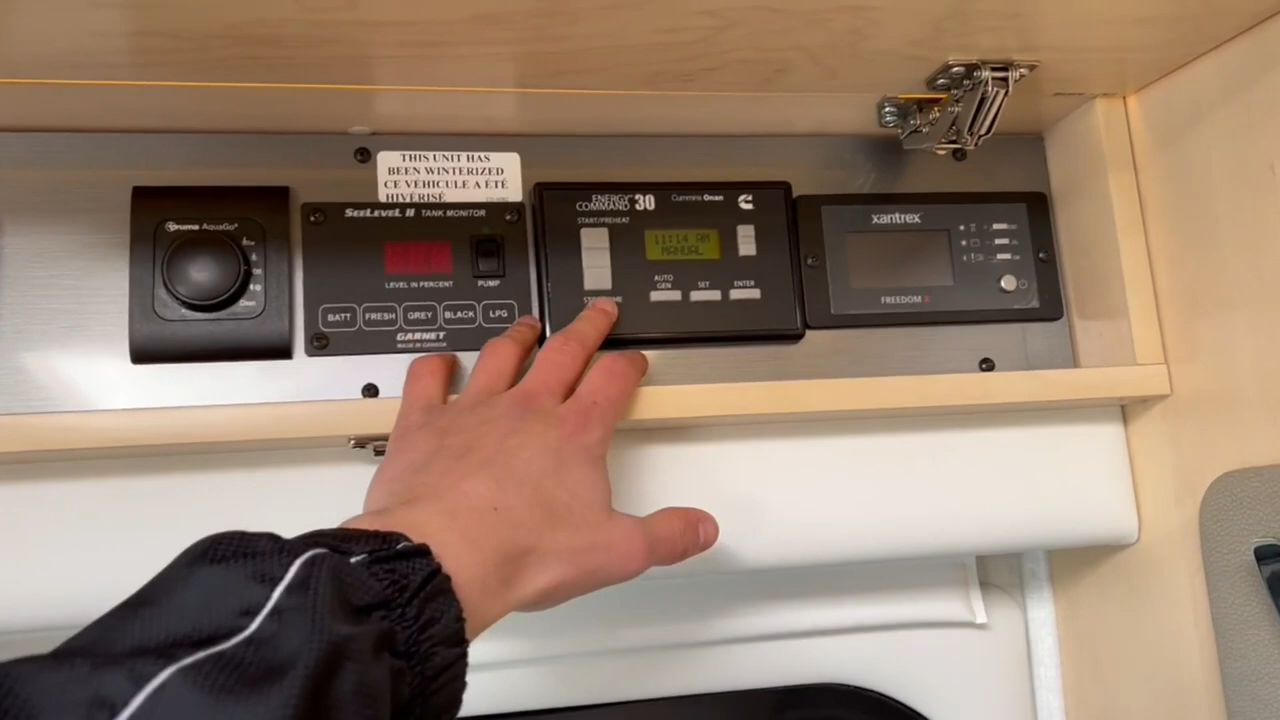 THIS UNIT HAS
BEEN WINTERIZED
CE VÉHICULE A ÉTÉ
HIVÉRISÉ
Truma AquaGo
Clean
SEELEVEL II TANK MONITOR
LEVEL IN PERCENT
PUMP
BATT
FRESH
GREY
BLACK
LPG
GARNET
MADE IN CANADA
ENERGY
COMMAND 30
Cummins Onan
START/PREHEAT
11:14 AM
MANUAL
AUTO
GEN
SET
ENTER
xantrex
FREEDOM X